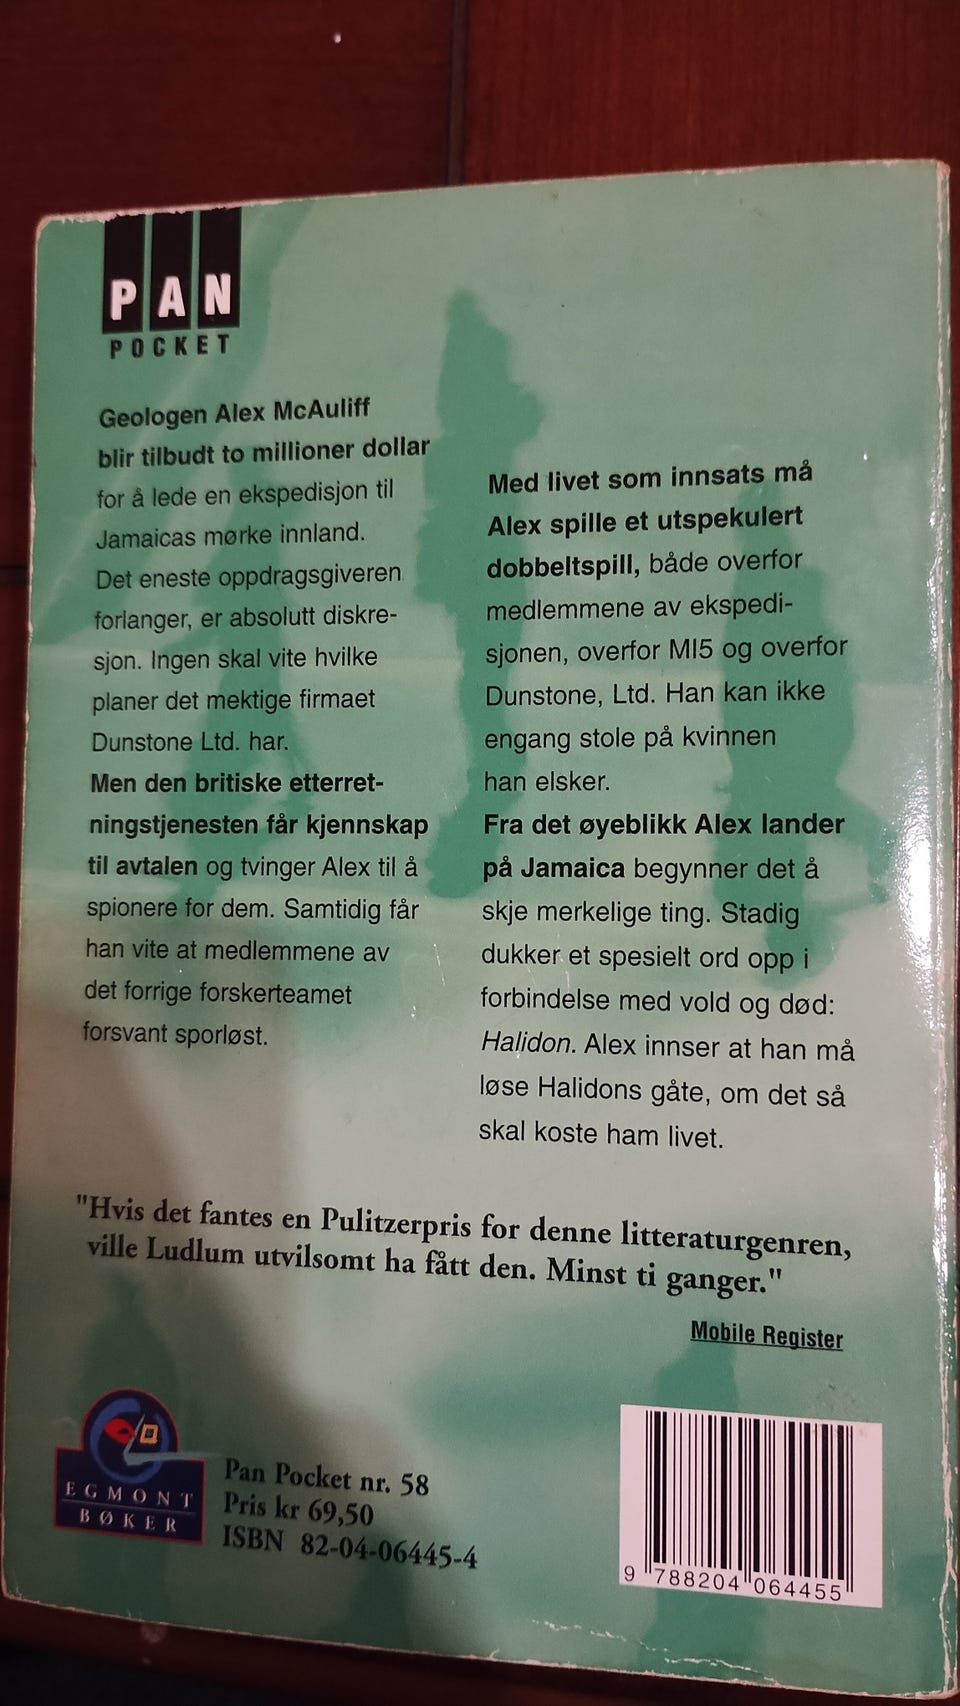 PAN
POCKET
Geologen Alex McAuliff
blir tilbudt to millioner dollar
for å lede en ekspedisjon til
Jamaicas mørke innland.
Det eneste oppdragsgiveren
forlanger, er absolutt diskre-
sjon. Ingen skal vite hvilke
planer det mektige firmaet
Dunstone Ltd. har.
Men den britiske etterret-
ningstjenesten får kjennskap
til avtalen og tvinger Alex til å
spionere for dem. Samtidig får
han vite at medlemmene av
det forrige forskerteamet
forsvant sporløst.
Med livet som innsats må
Alex spille et utspekulert
dobbeltspill, både overfor
medlemmene av ekspedi-
sjonen, overfor MI5 og overfor
Dunstone, Ltd. Han kan ikke
engang stole på kvinnen
han elsker.
Fra det øyeblikk Alex lander
på Jamaica begynner det å
skje merkelige ting. Stadig
dukker et spesielt ord opp i
forbindelse med vold og død:
Halidon. Alex innser at han må
løse Halidons gåte, om det så
skal koste ham livet.
"Hvis det fantes en Pulitzerpris for denne litteraturgenren,
ville Ludlum utvilsomt ha fått den. Minst ti ganger."
Mobile Register
EGMONT
BØKER
Pan Pocket nr. 58
Pris kr 69,50
ISBN 82-04-06445-4
9 788204 064455